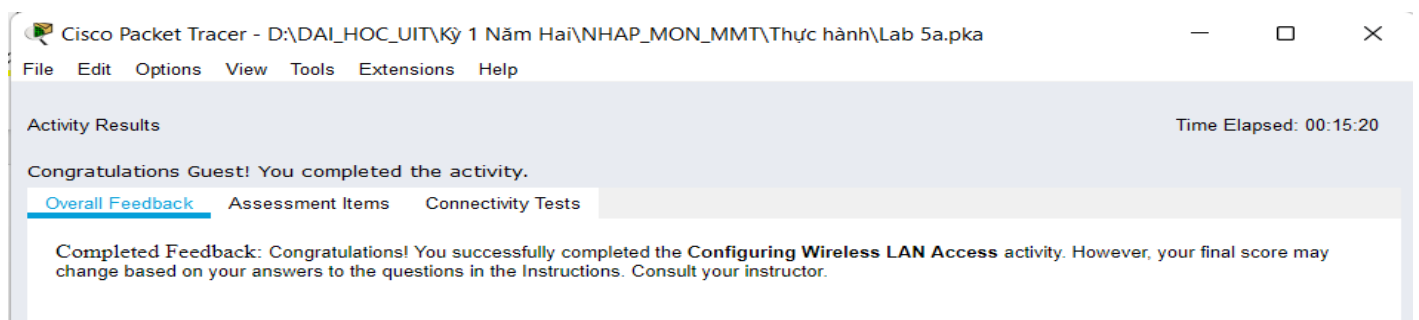 Cisco Packet Tracer - D:\DAI_HOC_UIT\Kỳ 1 Năm Hai\NHAP_MON_MMT\Thực hành\Lab 5a.pka
File Edit Options View Tools Extensions Help
Activity Results Time Elapsed: 00:15:20
Congratulations Guest! You completed the activity.
Overall Feedback Assessment Items Connectivity Tests
Completed Feedback: Congratulations! You successfully completed the Configuring Wireless LAN Access activity. However, your final score may
change based on your answers to the questions in the Instructions. Consult your instructor.